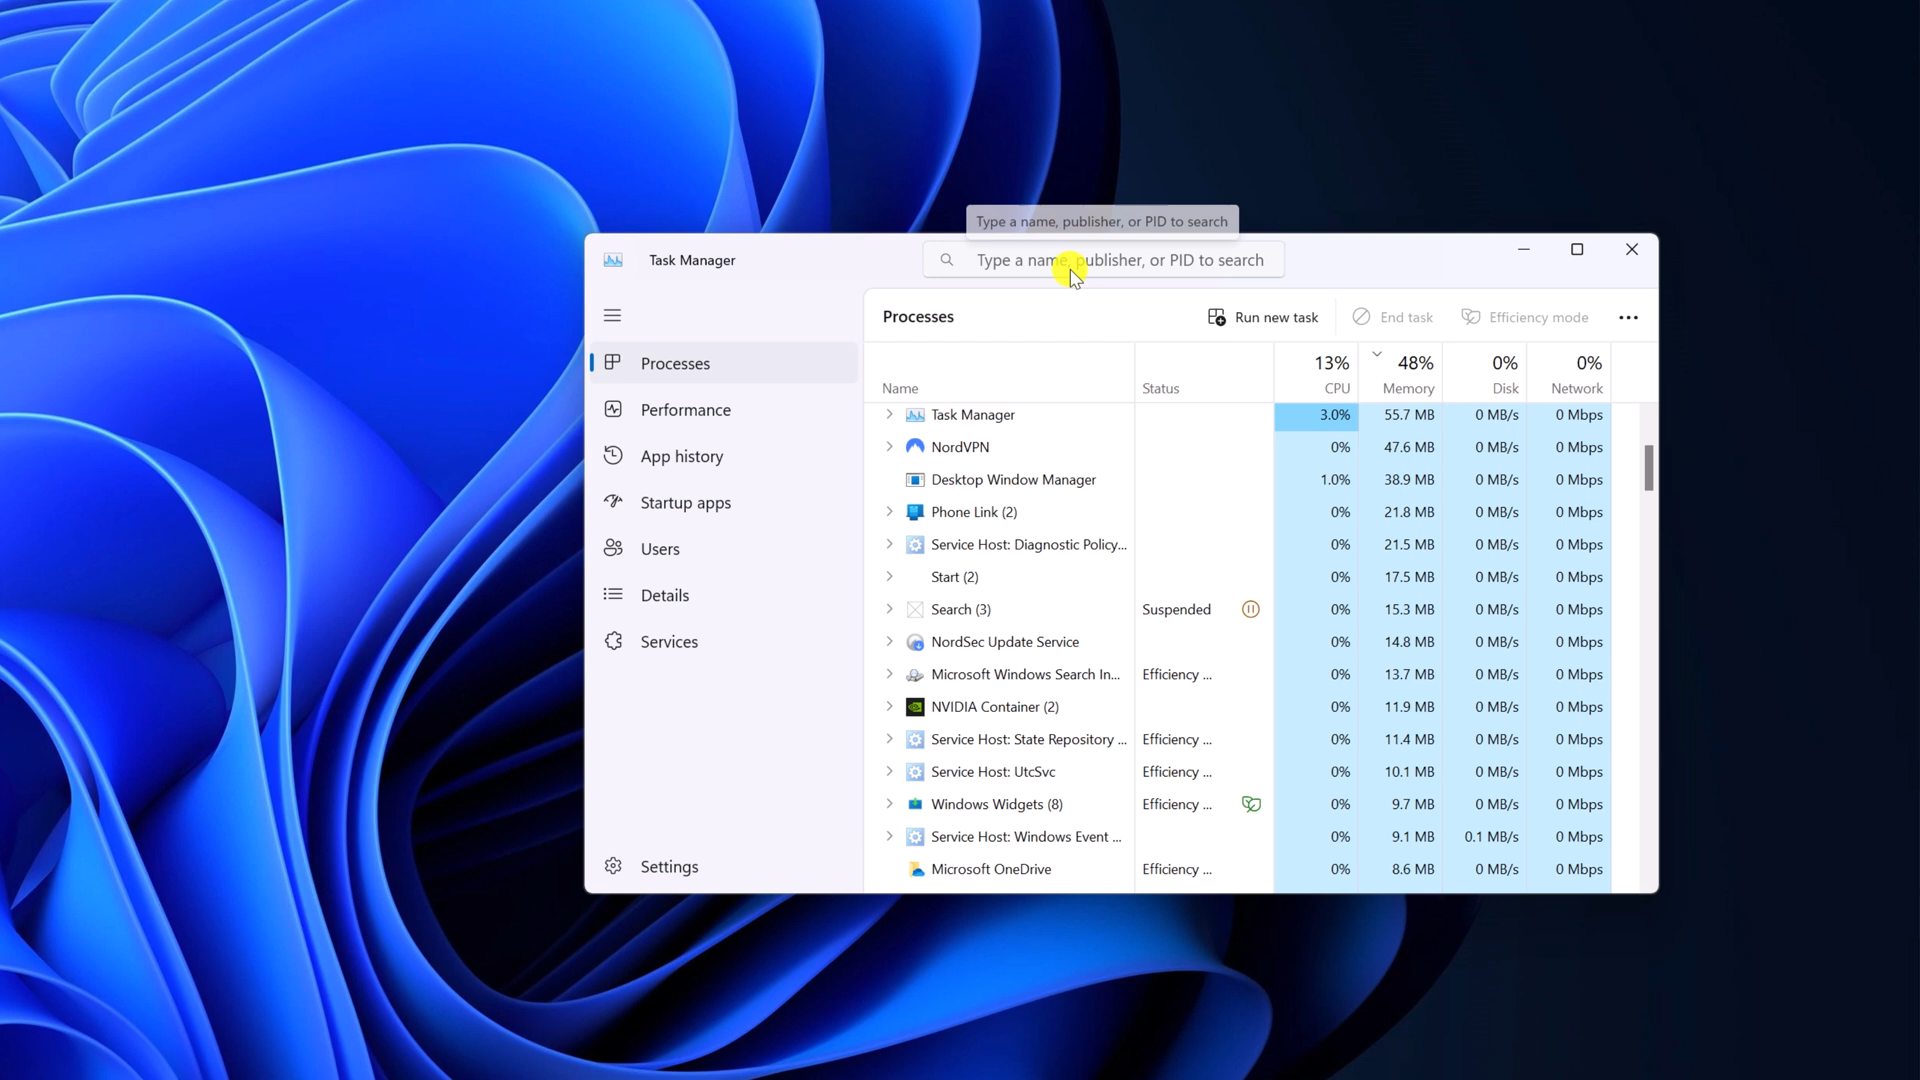 Type a name, publisher, or PID to search
Task Manager
Type a name, publisher, or PID to search
Processes
Run new task
End task
Efficiency mode
Processes
Performance
App history
Startup apps
Users
Details
Services
Settings
13% 48% 0% 0%
Name Status CPU Memory Disk Network
Task Manager 3.0% 55.7 MB 0 MB/s 0 Mbps
NordVPN 0% 47.6 MB 0 MB/s 0 Mbps
Desktop Window Manager 1.0% 38.9 MB 0 MB/s 0 Mbps
Phone Link (2) 0% 21.8 MB 0 MB/s 0 Mbps
Service Host: Diagnostic Policy... 0% 21.5 MB 0 MB/s 0 Mbps
Start (2) 0% 17.5 MB 0 MB/s 0 Mbps
Search (3) Suspended 0% 15.3 MB 0 MB/s 0 Mbps
NordSec Update Service 0% 14.8 MB 0 MB/s 0 Mbps
Microsoft Windows Search In... Efficiency ... 0% 13.7 MB 0 MB/s 0 Mbps
NVIDIA Container (2) 0% 11.9 MB 0 MB/s 0 Mbps
Service Host: State Repository ... Efficiency ... 0% 11.4 MB 0 MB/s 0 Mbps
Service Host: UtcSvc Efficiency ... 0% 10.1 MB 0 MB/s 0 Mbps
Windows Widgets (8) Efficiency ... 0% 9.7 MB 0 MB/s 0 Mbps
Service Host: Windows Event ... 0% 9.1 MB 0.1 MB/s 0 Mbps
Microsoft OneDrive Efficiency ... 0% 8.6 MB 0 MB/s 0 Mbps